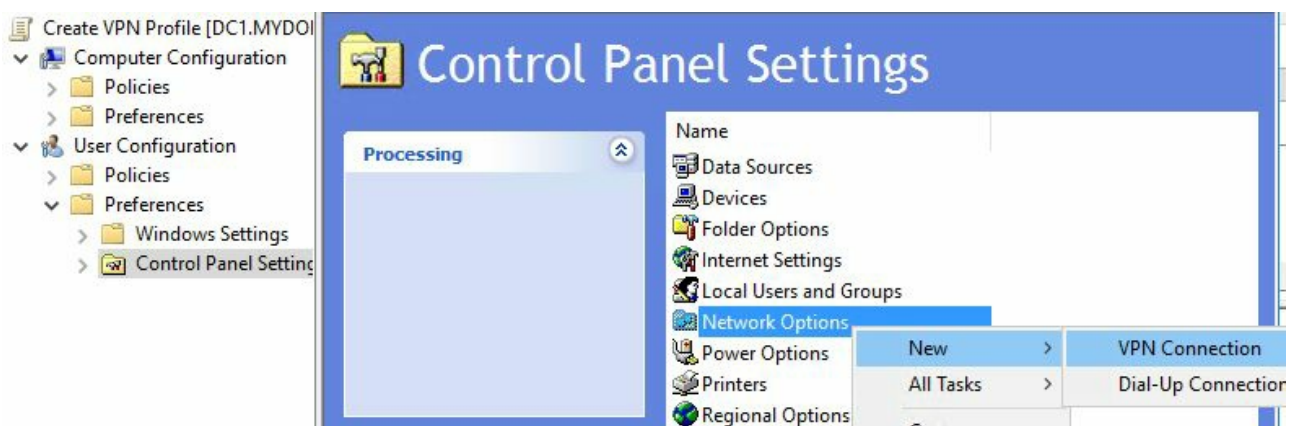 Create VPN Profile [DC1.MYDO
Computer Configuration
Policies
Preferences
User Configuration
Policies
Preferences
Windows Settings
Control Panel Setting
Control Panel Settings
Processing
Name
Data Sources
Devices
Folder Options
Internet Settings
Local Users and Groups
Network Options
Power Options
Printers
Regional Options
New
All Tasks
VPN Connection
Dial-Up Connection